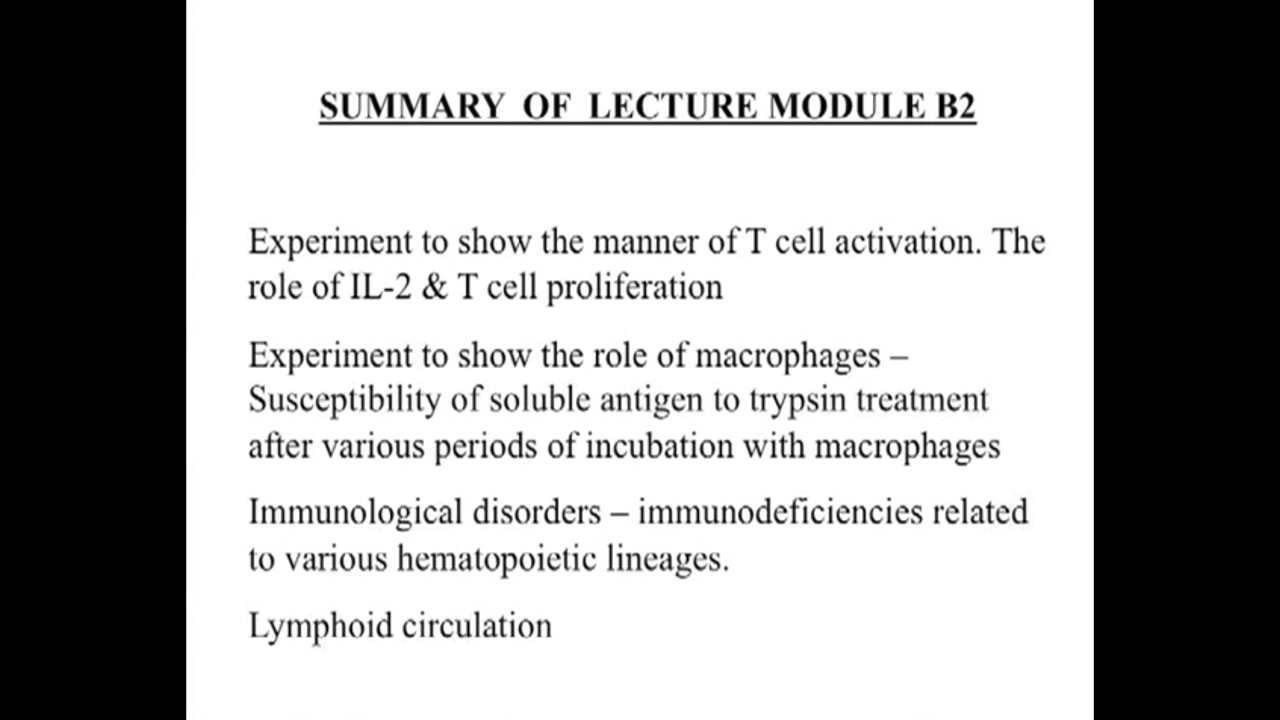 SUMMARY OF LECTURE MODULE B2
Experiment to show the manner of T cell activation. The
role of IL-2 & T cell proliferation
Experiment to show the role of macrophages –
Susceptibility of soluble antigen to trypsin treatment
after various periods of incubation with macrophages
Immunological disorders – immunodeficiencies related
to various hematopoietic lineages.
Lymphoid circulation